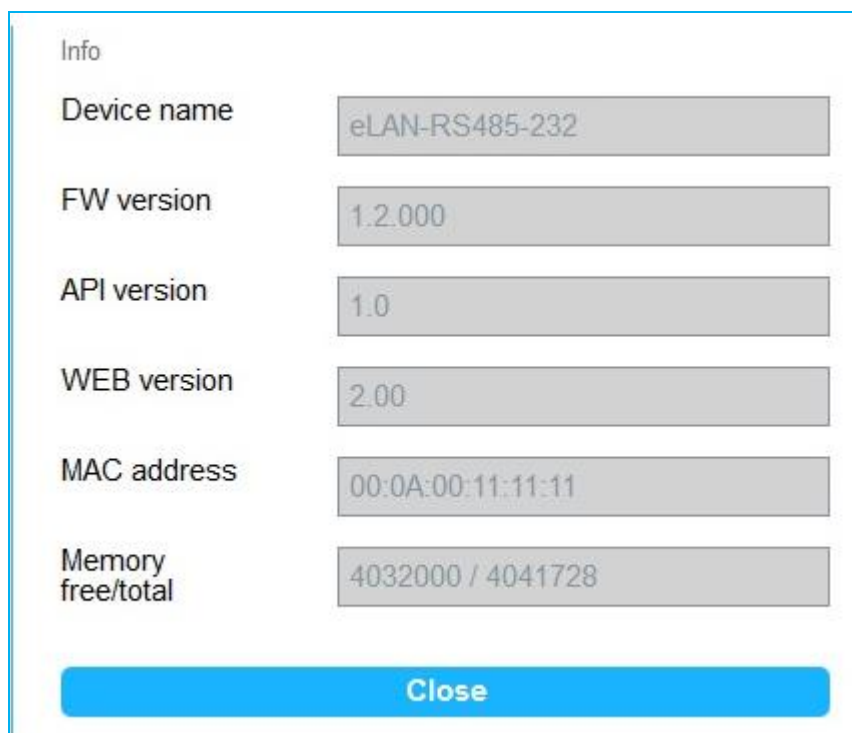 Info
Device name
eLAN-RS485-232
FW version
1.2.000
API version
1.0
WEB version
2.00
MAC address
00:0A:00:11:11:11
Memory
free/total
4032000 / 4041728
Close